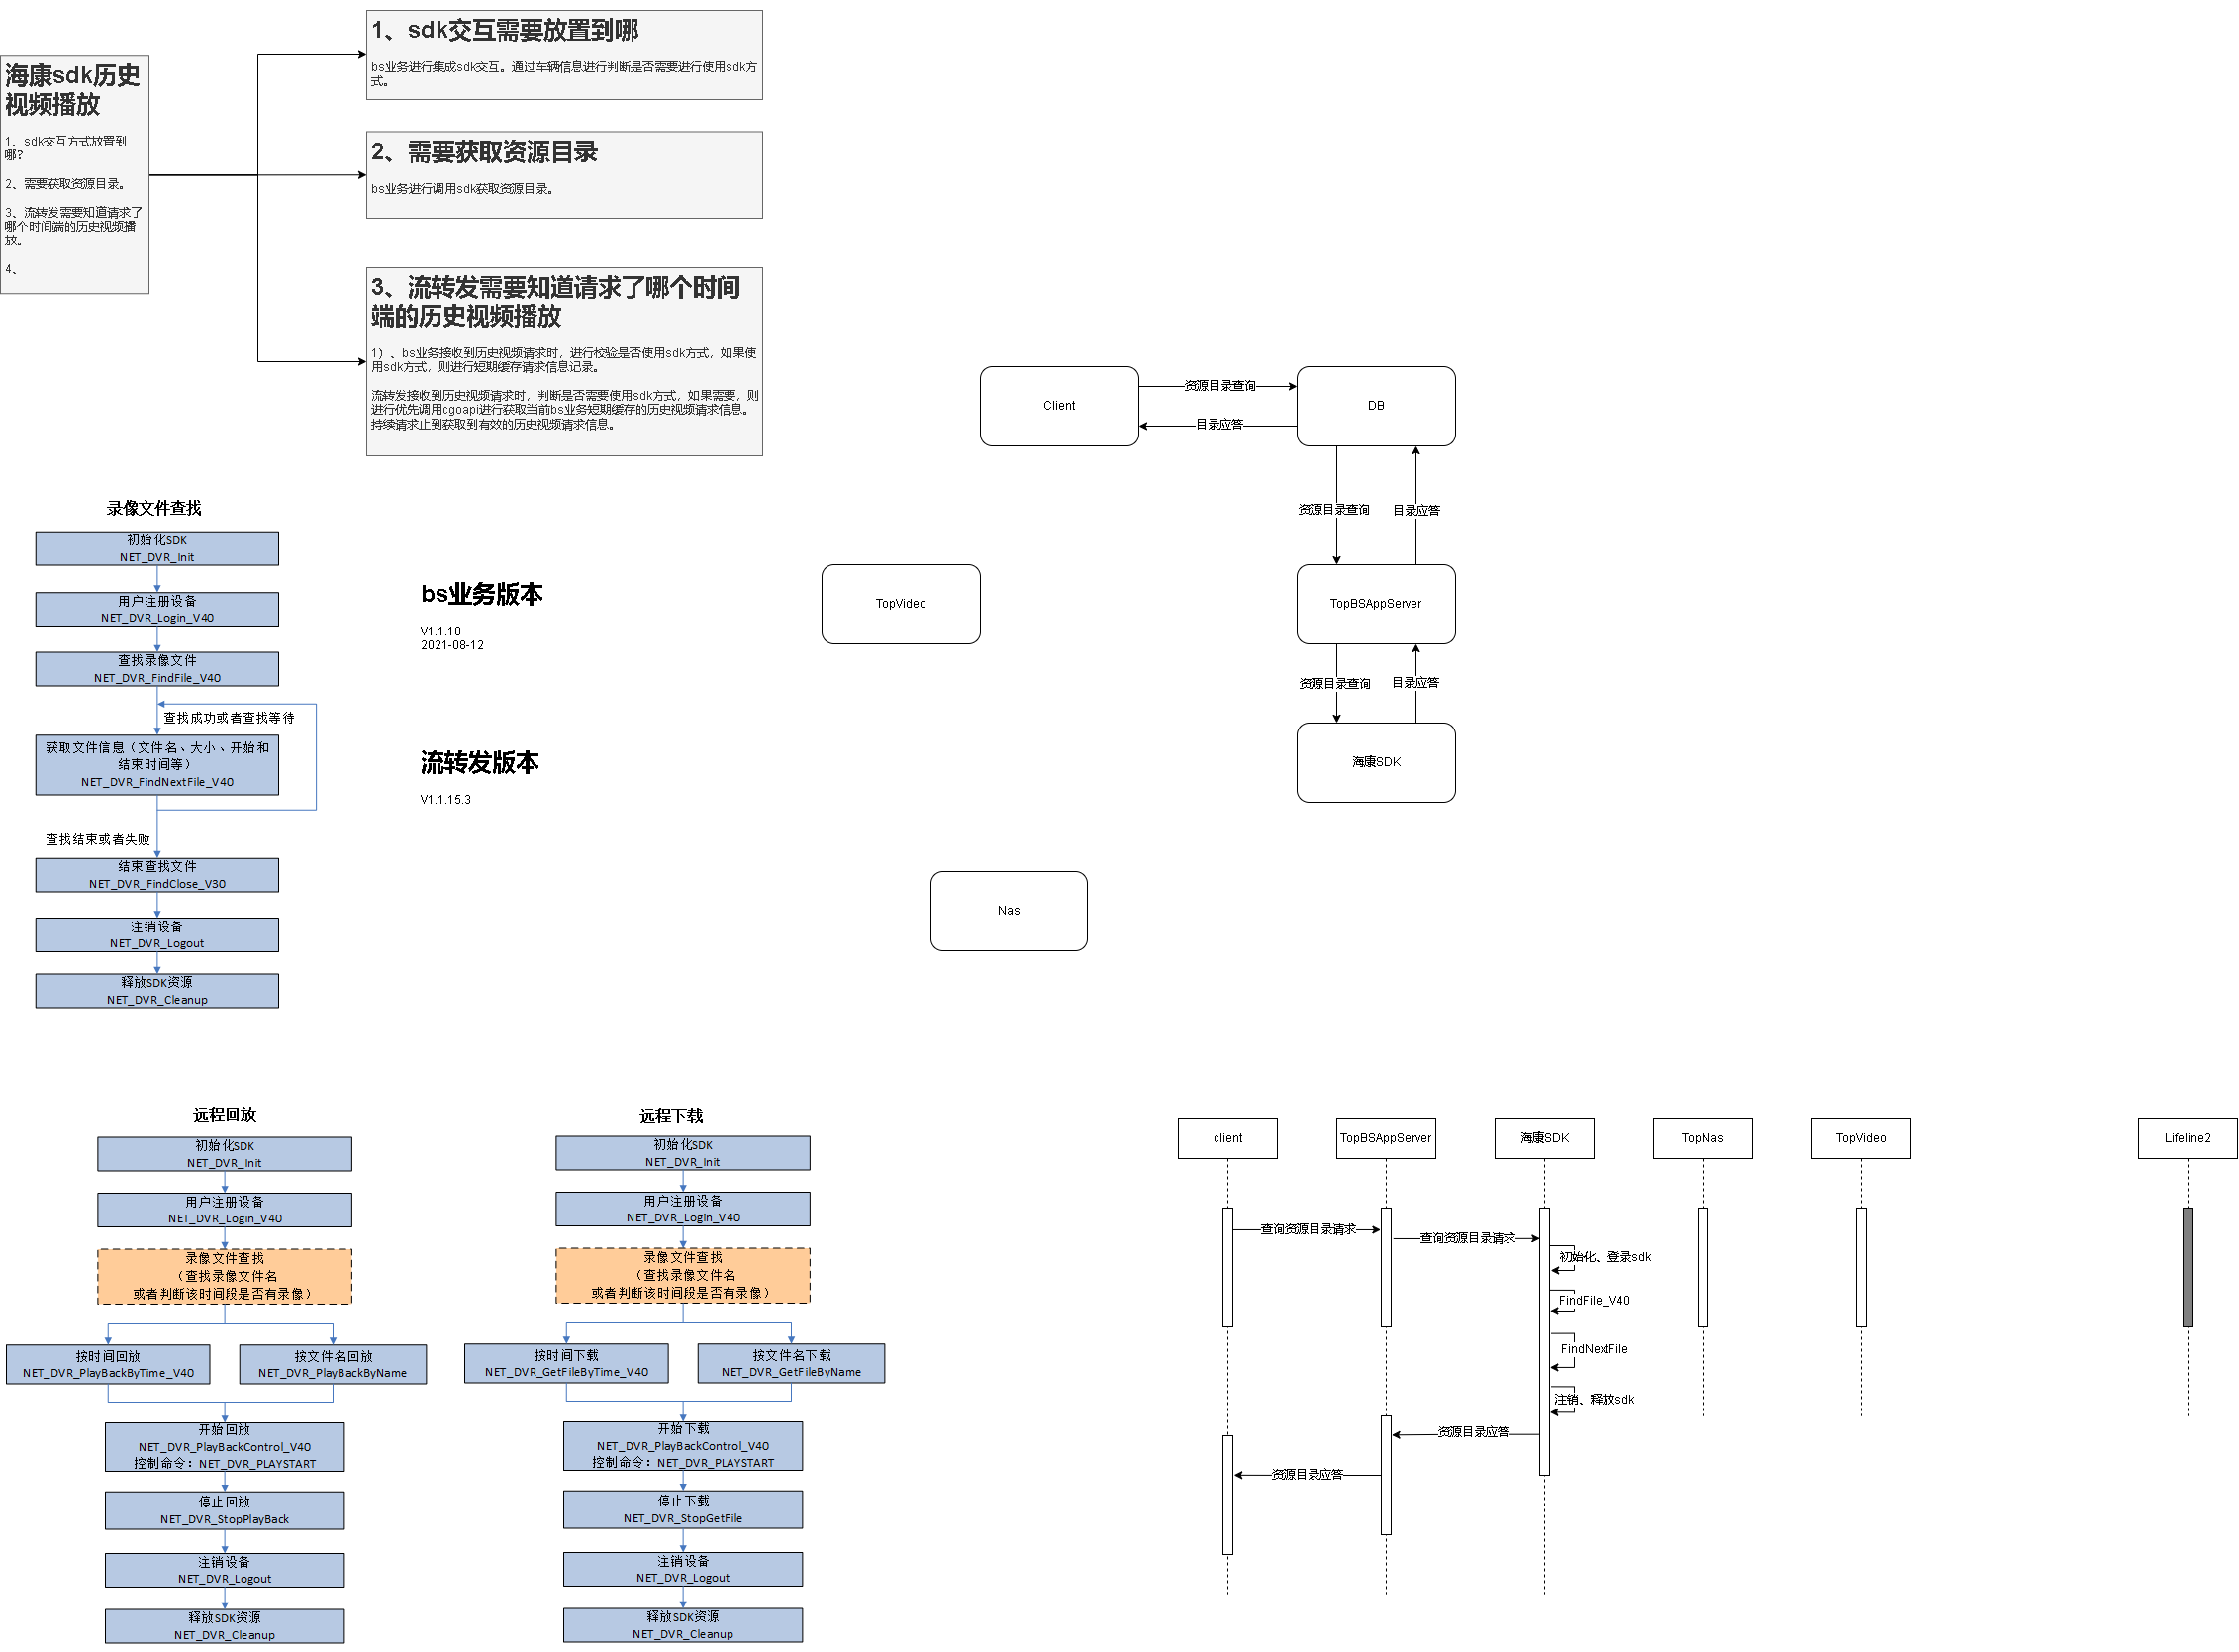 海康sdk历史
视频播放
1、sdk交互方式放置到
哪?
2、需要获取资源目录。
3、流转发需要知道请求了
哪个时间端的历史视频播
放。
4、
1、sdk交互需要放置到哪
bs业务进行集成sdk交互。通过车辆信息进行判断是否需要进行使用sdk方
式。
2、需要获取资源目录
bs业务进行调用sdk获取资源目录。
3、流转发需要知道请求了哪个时间
端的历史视频播放
1）、bs业务接收到历史视频请求时，进行校验是否使用sdk方式，如果使
用sdk方式，则进行短期缓存请求信息记录。
流转发接收到历史视频请求时，判断是否需要使用sdk方式，如果需要，则
进行优先调用cgoapi进行获取当前bs业务短期缓存的历史视频请求信息。
持续请求止到获取到有效的历史视频请求信息。
Client
资源目录查询
目录应答
DB
资源目录查询
目录应答
TopVideo
TopBSAppServer
资源目录查询
目录应答
海康SDK
Nas
录像文件查找
初始化SDK
NET_DVR_Init
用户注册设备
NET_DVR_Login_V40
查找录像文件
NET_DVR_FindFile_V40
查找成功或者查找等待
获取文件信息（文件名、大小、开始和
结束时间等）
NET_DVR_FindNextFile_V40
查找结束或者失败
结束查找文件
NET_DVR_FindClose_V30
注销设备
NET_DVR_Logout
释放SDK资源
NET_DVR_Cleanup
bs业务版本
V1.1.10
2021-08-12
流转发版本
V1.1.15.3
远程回放
初始化SDK
NET_DVR_Init
用户注册设备
NET_DVR_Login_V40
录像文件查找
（查找录像文件名
或者判断该时间段是否有录像）
按时间回放
NET_DVR_PlayBackByTime_V40
按文件名回放
NET_DVR_PlayBackByName
开始回放
NET_DVR_PlayBackControl_V40
控制命令：NET_DVR_PLAYSTART
停止回放
NET_DVR_StopPlayBack
注销设备
NET_DVR_Logout
释放SDK资源
NET_DVR_Cleanup
远程下载
初始化SDK
NET_DVR_Init
用户注册设备
NET_DVR_Login_V40
录像文件查找
（查找录像文件名
或者判断该时间段是否有录像）
按时间下载
NET_DVR_GetFileByTime_V40
按文件名下载
NET_DVR_GetFileByName
开始下载
NET_DVR_PlayBackControl_V40
控制命令：NET_DVR_PLAYSTART
停止下载
NET_DVR_StopGetFile
注销设备
NET_DVR_Logout
释放SDK资源
NET_DVR_Cleanup
client
TopBSAppServer
海康SDK
TopNas
TopVideo
Lifeline2
查询资源目录请求
查询资源目录请求
初始化、登录sdk
FindFile_V40
FindNextFile
注销、释放sdk
资源目录应答
资源目录应答